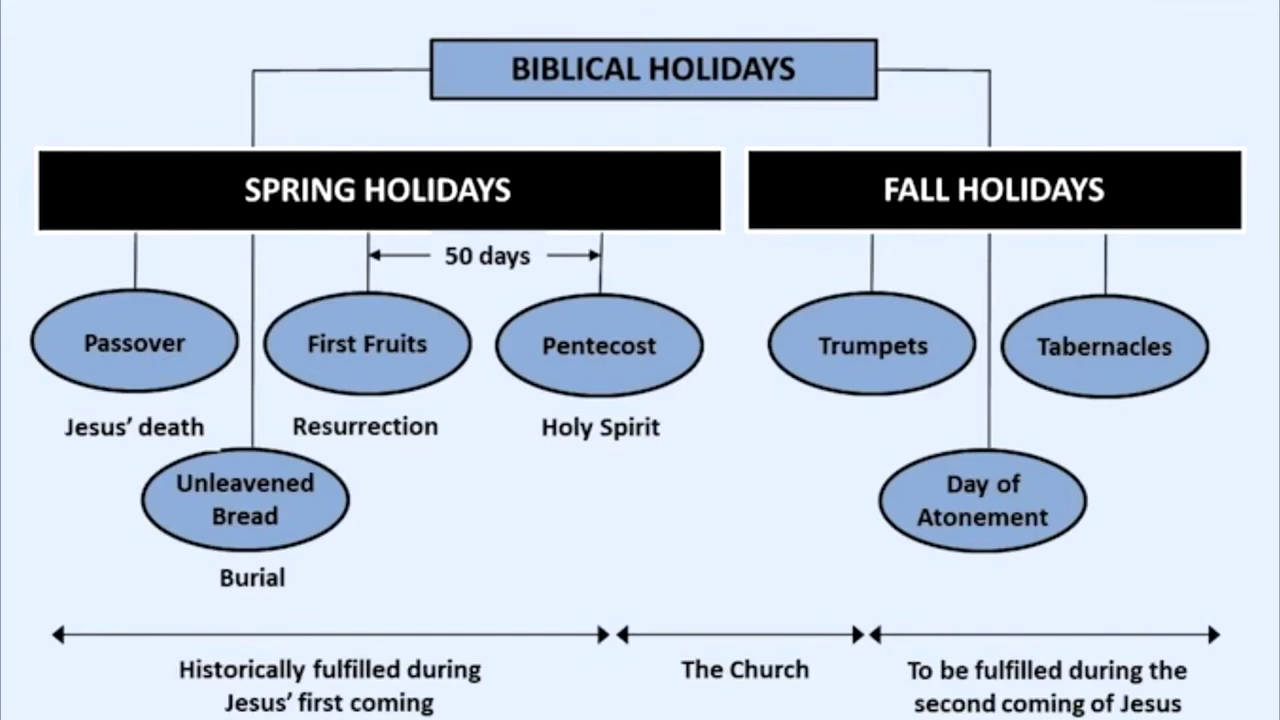 BIBLICAL HOLIDAYS
SPRING HOLIDAYS
FALL HOLIDAYS
50 days
Passover
First Fruits
Pentecost
Trumpets
Tabernacles
Jesus’ death
Resurrection
Holy Spirit
Unleavened
Bread
Day of
Atonement
Burial
Historically fulfilled during
Jesus’ first coming
The Church
To be fulfilled during the
second coming of Jesus